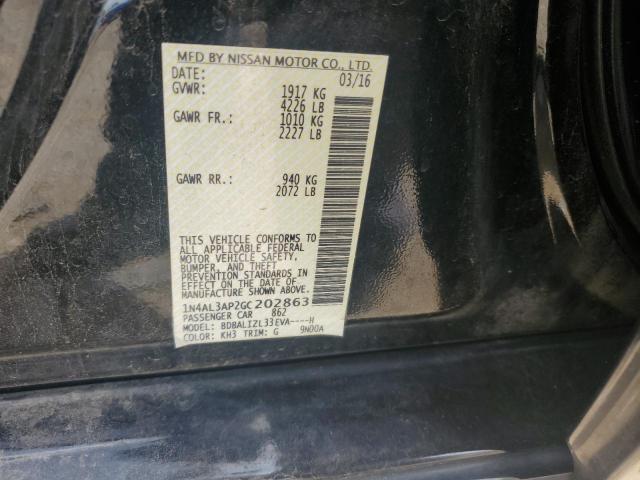 MFD BY NISSAN MOTOR CO., LTD.
DATE: 03/16
GVWR: 1917 KG
4226 LB
GAWR FR.: 1010 KG
2227 LB
GAWR RR.: 940 KG
2072 LB
THIS VEHICLE CONFORMS TO
ALL APPLICABLE FEDERAL
MOTOR VEHICLE SAFETY,
BUMPER, AND THEFT
PREVENTION STANDARDS IN
EFFECT ON THE DATE OF
MANUFACTURE SHOWN ABOVE.
1N4AL3AP2GC202863
PASSENGER CAR 862
MODEL: BDBALIZL33EVA----H
COLOR: KH3 TRIM: G 9N00A